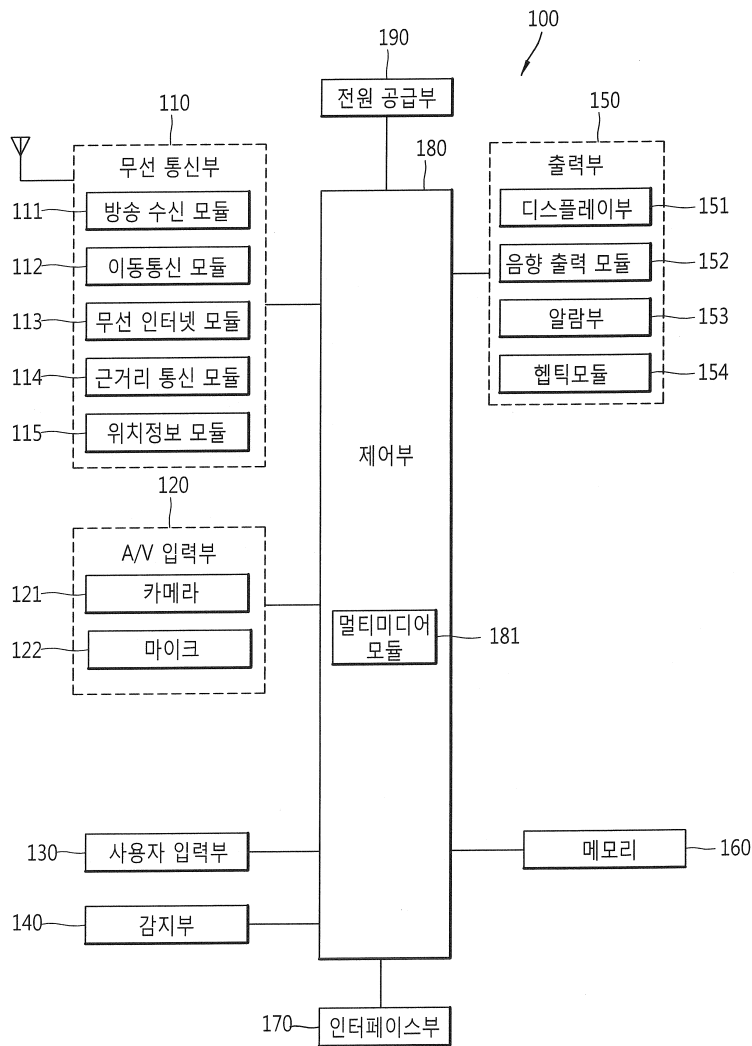 100
190
전원 공급부
110
무선 통신부
111 방송 수신 모듈
112 이동통신 모듈
113 무선 인터넷 모듈
114 근거리 통신 모듈
115 위치정보 모듈
120
A/V 입력부
121 카메라
122 마이크
130 사용자 입력부
140 감지부
180
제어부
멀티미디어
모듈
181
150
출력부
디스플레이부 151
음향 출력 모듈 152
알람부 153
헵틱모듈 154
메모리 160
170 인터페이스부